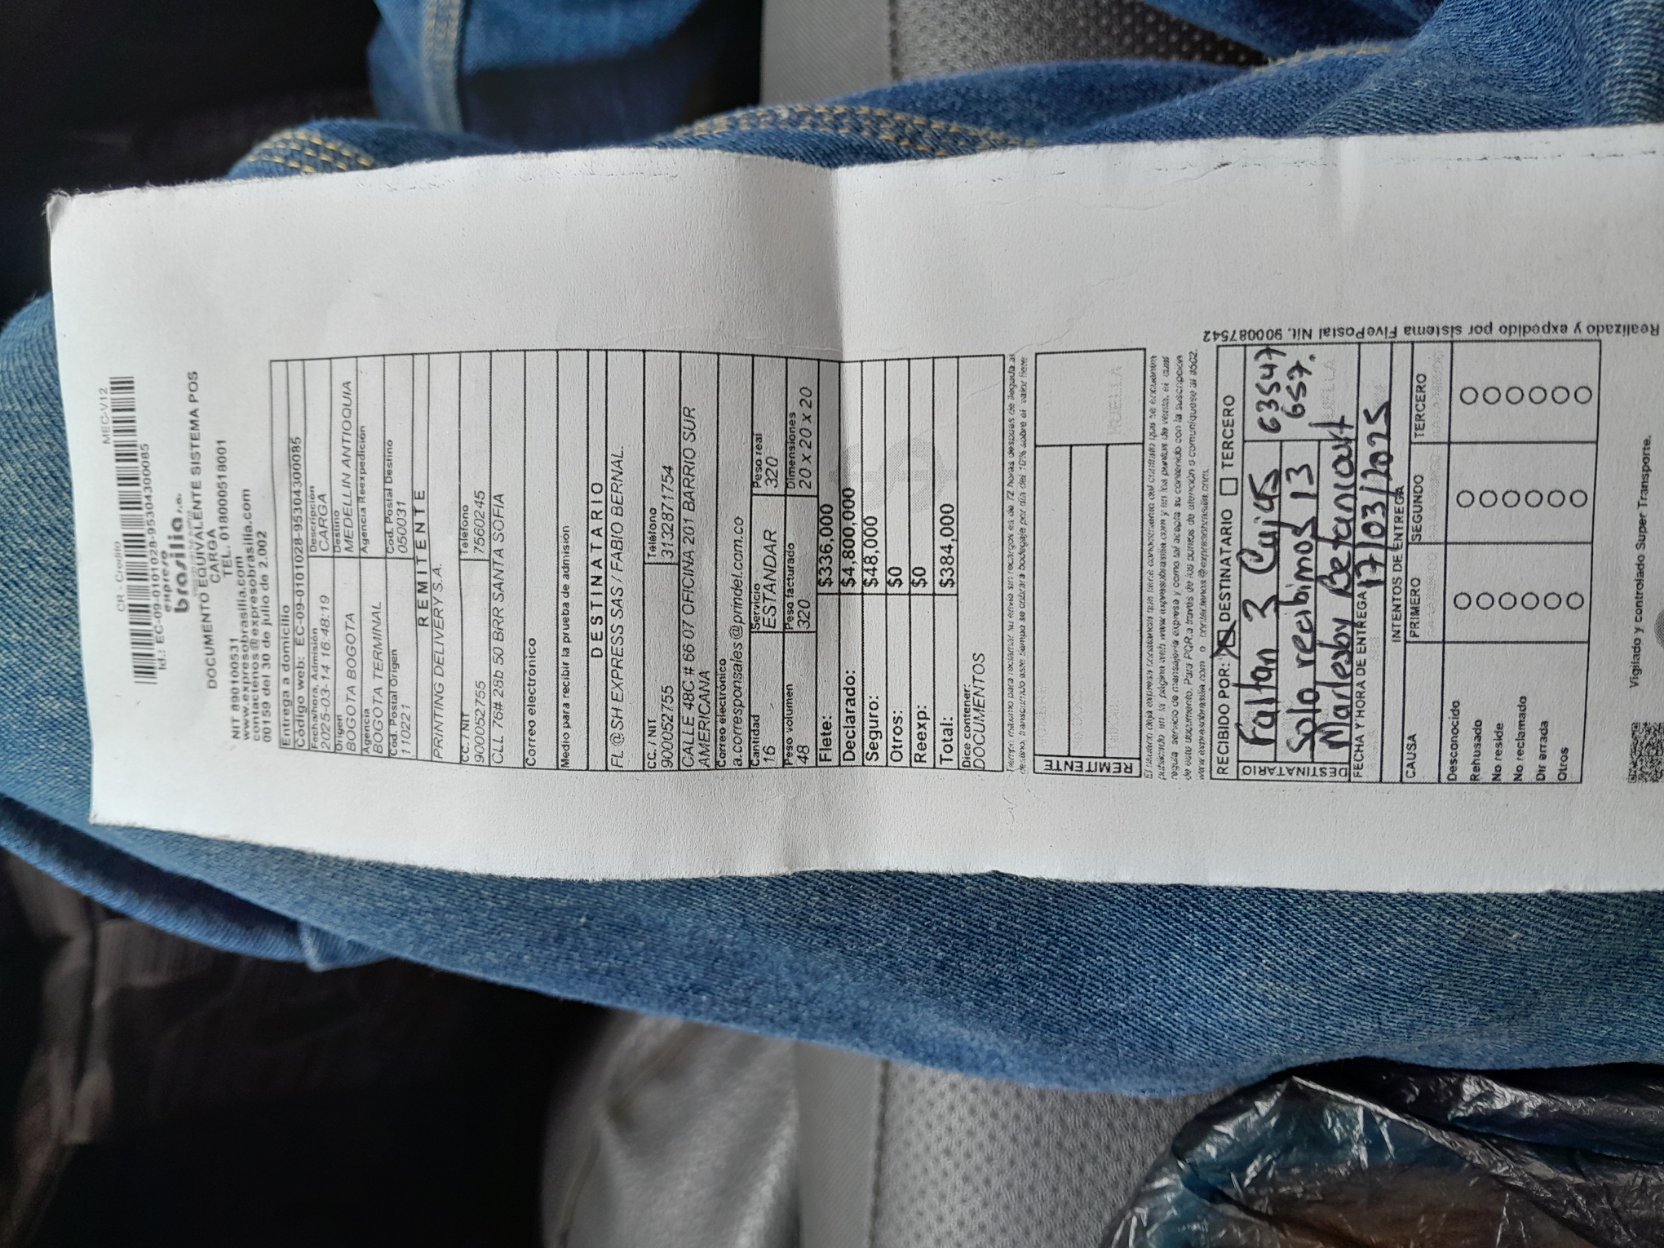 CR - Crédito MEC-V12
Id.: EC-09-0101028-95304300085
expreso
brasilia s.a.
DOCUMENTO EQUIVALENTE SISTEMA POS
CARGA
NIT 890100531 TEL. 018000518001
www.expresobrasilia.com
contactenos@expresobrasilia.com
00159 del 30 de julio de 2.002
Entrega a domicilio
Código web: EC-09-0101028-95304300085
Fecha/hora, Admisión Descripción
2025-03-14 16:48:19 CARGA
Origen Destino
BOGOTA BOGOTA MEDELLIN ANTIOQUIA
Agencia Agencia Reexpedición
BOGOTA TERMINAL
Cod. Postal Origen Cod. Postal Destino
110221 050031
REMITENTE
PRINTING DELIVERY S.A.
CC. / NIT Telefono
9000052755 7560245
CLL 76# 28b 50 BRR SANTA SOFIA
Correo electrónico
Medio para recibir la prueba de admisión
DESTINATARIO
FL@SH EXPRESS SAS / FABIO BERNAL.
CC. / NIT Telefono
90052755 3132871754
CALLE 48C # 66 07 OFICINA 201 BARRIO SUR
AMERICANA
Correo electrónico
a.corresponsales@prindel.com.co
Cantidad Servicio Peso real
16 ESTANDAR 320
Peso volumen Peso facturado Dimensiones
48 320 20 x 20 x 20
Flete: $336,000
Declarado: $4.800,000
Seguro: $48,000
Otros: $0
Reexp: $0
Total: $384,000
Dice contener:
DOCUMENTOS
REMITENTE
RECIBIDO POR: DESTINATARIO TERCERO
DESTINATARIO
Faltan 3 Cajas 63547
Solo recibimos 13 657.
Marleby Betancourt
FECHA Y HORA DE ENTREGA 17/03/2025
INTENTOS DE ENTREGA
CAUSA PRIMERO SEGUNDO TERCERO
Desconocido
Rehusado
No reside
No reclamado
Dir errada
Otros
Vigilado y controlado Super Transporte.
Realizado y expedido por sistema FivePostal Nit. 900087542